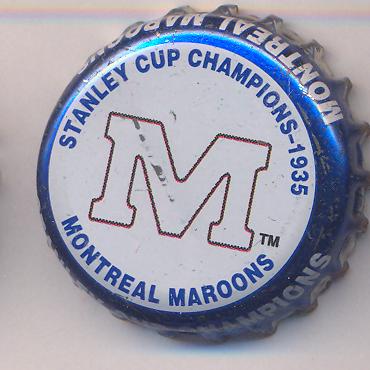 STANLEY CUP CHAMPIONS-1935
M TM
MONTREAL MAROONS
MONTREAL MAROONS
CHAMPIONS